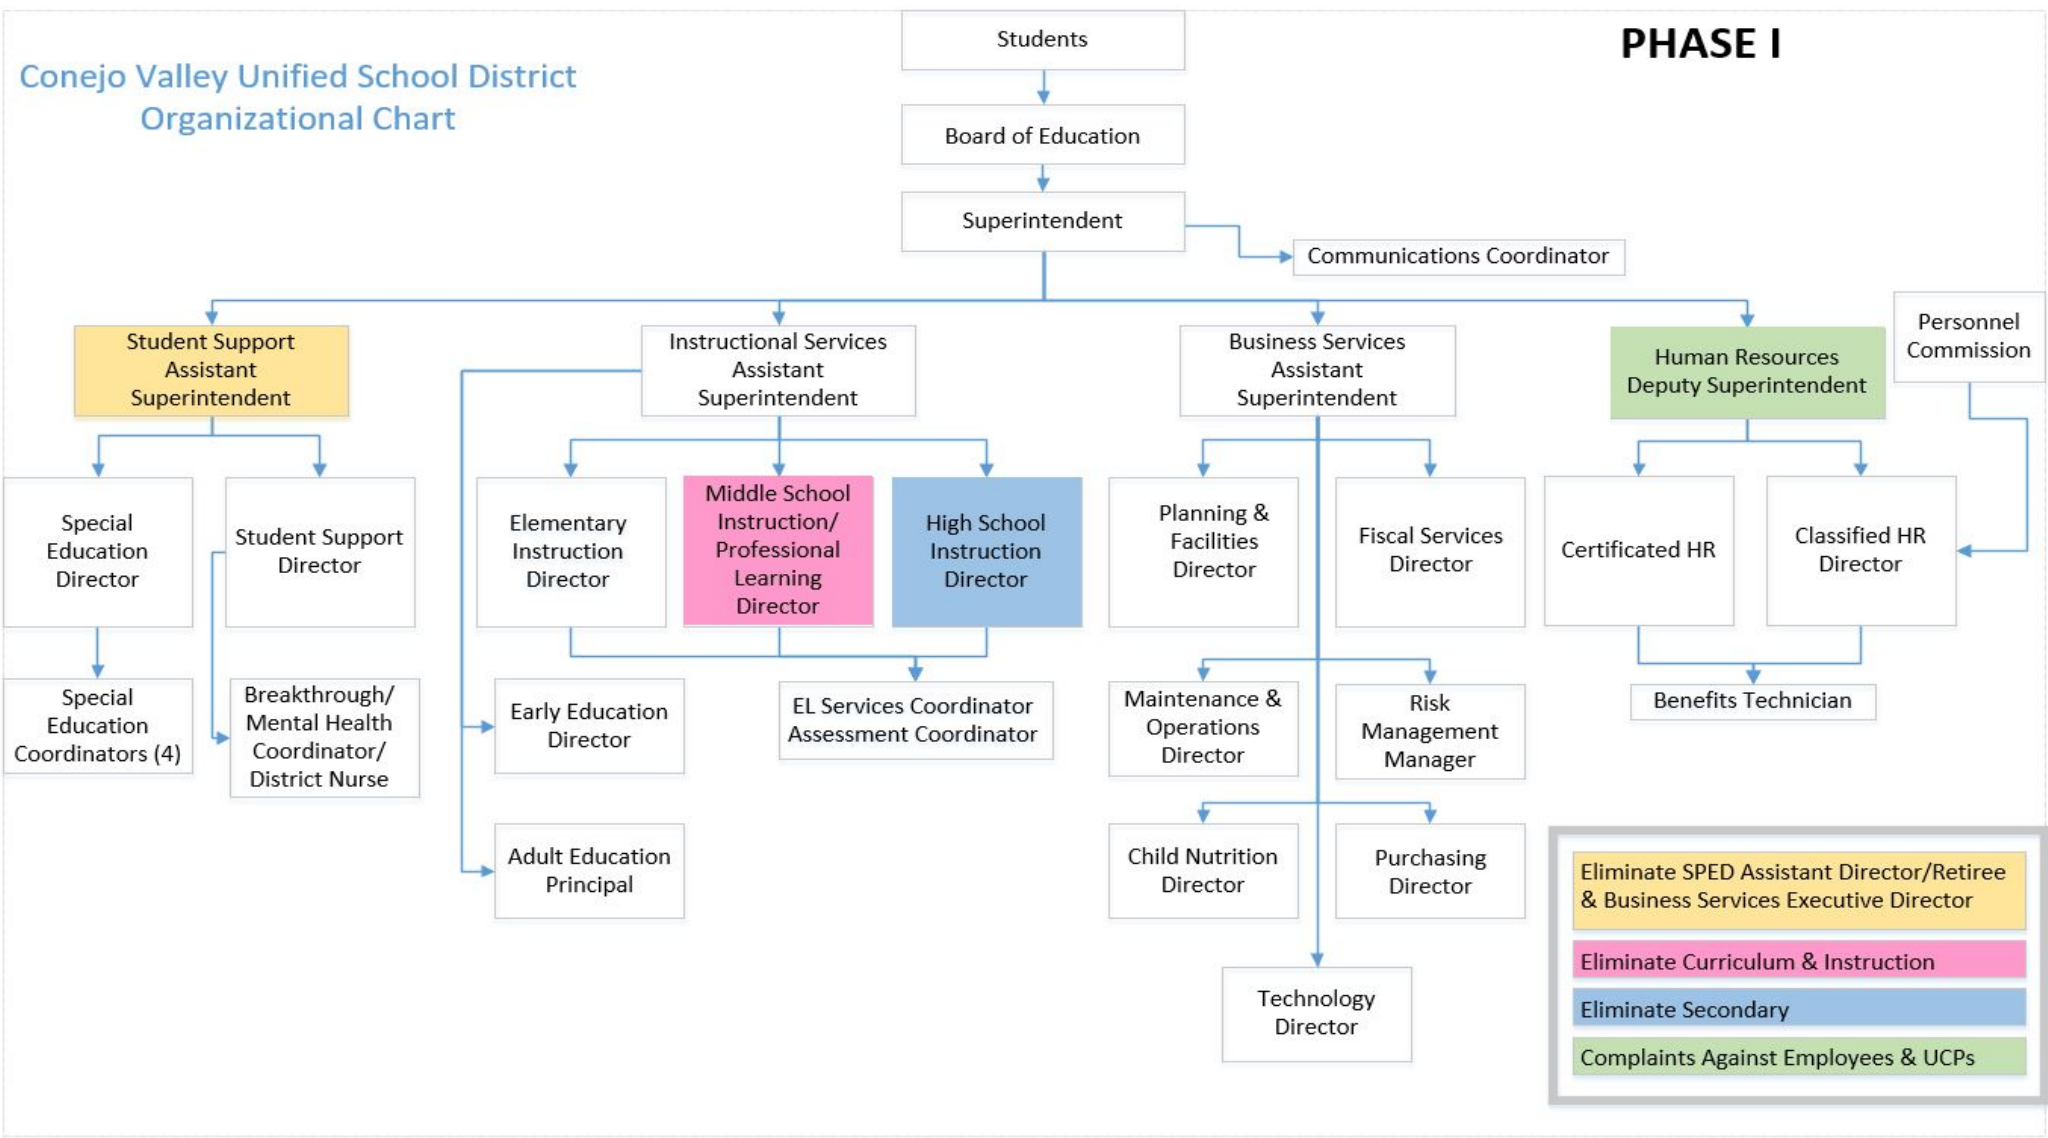 PHASE I
Conejo Valley Unified School District
Organizational Chart
Students
Board of Education
Superintendent
Communications Coordinator
Student Support
Assistant
Superintendent
Instructional Services
Assistant
Superintendent
Business Services
Assistant
Superintendent
Human Resources
Deputy Superintendent
Personnel
Commission
Special
Education
Director
Student Support
Director
Elementary
Instruction
Director
Middle School
Instruction/
Professional
Learning
Director
High School
Instruction
Director
Planning &
Facilities
Director
Fiscal Services
Director
Certificated HR
Classified HR
Director
Special
Education
Coordinators (4)
Breakthrough/
Mental Health
Coordinator/
District Nurse
Early Education
Director
EL Services Coordinator
Assessment Coordinator
Maintenance &
Operations
Director
Risk
Management
Manager
Benefits Technician
Adult Education
Principal
Child Nutrition
Director
Purchasing
Director
Technology
Director
Eliminate SPED Assistant Director/Retiree
& Business Services Executive Director
Eliminate Curriculum & Instruction
Eliminate Secondary
Complaints Against Employees & UCPs